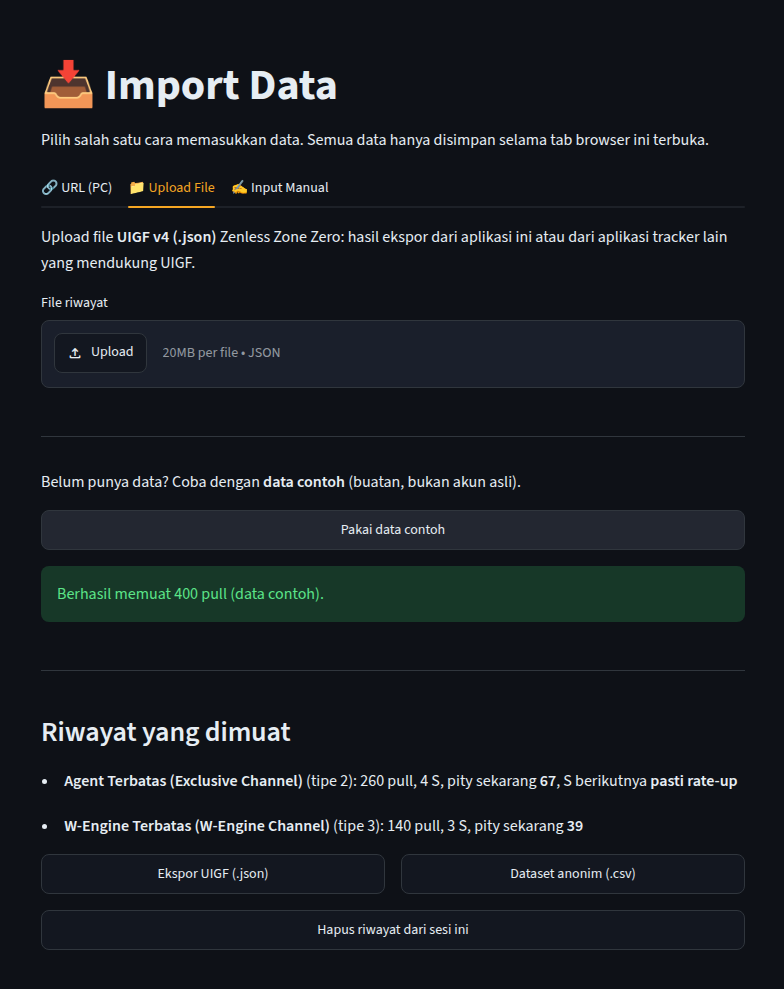 Import Data
Pilih salah satu cara memasukkan data. Semua data hanya disimpan selama tab browser ini terbuka.
URL (PC)
Upload File
Input Manual
Upload file UIGF v4 (.json) Zenless Zone Zero: hasil ekspor dari aplikasi ini atau dari aplikasi tracker lain
yang mendukung UIGF.
File riwayat
Upload
20MB per file • JSON
Belum punya data? Coba dengan data contoh (buatan, bukan akun asli).
Pakai data contoh
Berhasil memuat 400 pull (data contoh).
Riwayat yang dimuat
• Agent Terbatas (Exclusive Channel) (tipe 2): 260 pull, 4 S, pity sekarang 67, S berikutnya pasti rate-up
• W-Engine Terbatas (W-Engine Channel) (tipe 3): 140 pull, 3 S, pity sekarang 39
Ekspor UIGF (.json)
Dataset anonim (.csv)
Hapus riwayat dari sesi ini